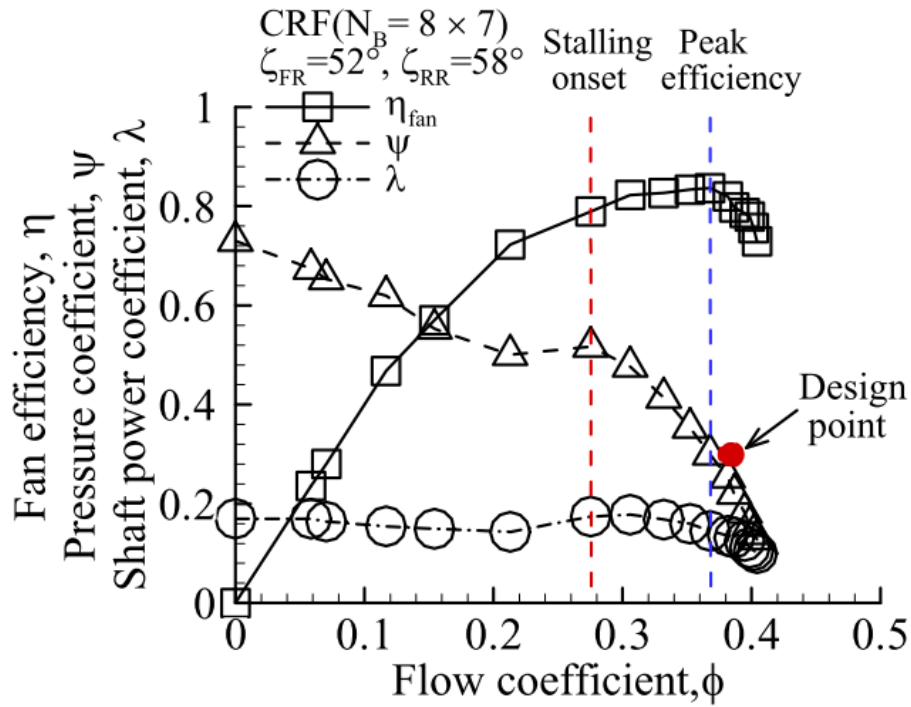 CRF(N_B= 8 × 7)
ζ_FR=52°, ζ_RR=58°
Stalling
onset
Peak
efficiency
η_fan
ψ
λ
Fan efficiency, η
Pressure coefficient, ψ
Shaft power coefficient, λ
1
0.8
0.6
0.4
0.2
0
Design
point
0
0.1
0.2
0.3
0.4
0.5
Flow coefficient,ϕ